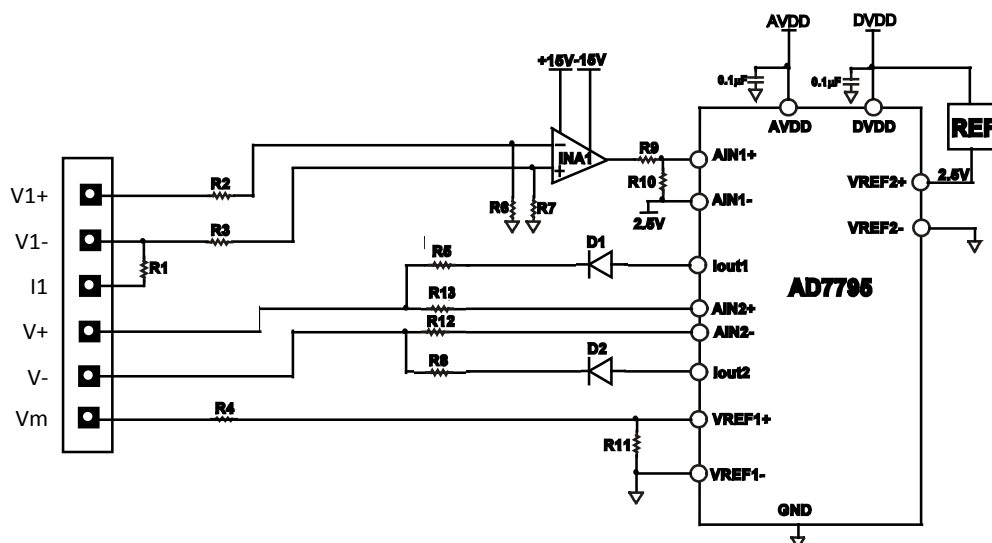 AVDD
DVDD
+15V-15V
0.1µF
0.1µF
AVDD
DVDD
REF
R9
AIN1+
INA1
R10
2.5V
VREF2+
R2
V1+
R6
R7
AIN1-
2.5V
VREF2-
V1-
R3
R1
R5
D1
Iout1
I1
AD7795
R13
AIN2+
V+
R12
AIN2-
D2
R8
Iout2
V-
Vm
R4
VREF1+
R11
VREF1-
GND